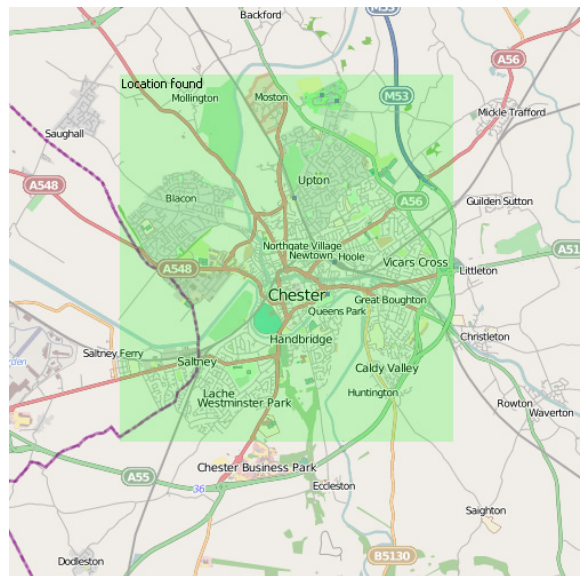 Backford
M53
A56
Location found
Mollington
Moston
M53
Mickle Trafford
Saughall
A548
Blacon
Upton
A56
Guilden Sutton
Northgate Village
Newtown
Hoole
Vicars Cross
A51
A548
Littleton
Chester
Great Boughton
Queens Park
Handbridge
Christleton
Saltney Ferry
Saltney
Caldy Valley
Lache
Westminster Park
Huntington
Rowton
Waverton
Chester Business Park
A55
36
Eccleston
Saighton
Dodleston
B5130